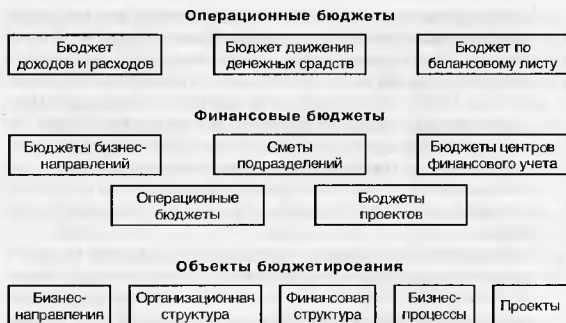 Операционные бюджеты
Бюджет
доходов и расходов
Бюджет движения
денежных срадств
Бюджет по
балансовому листу
Финансовые бюджеты
Бюджеты бизнес-
направлений
Сметы
подразделений
Бюджеты центров
финансового учета
Операционные
бюджеты
Бюджеты
проектов
Объекты бюджетироеания
Бизнес-
направления
Организационная
структура
Финансовая
структура
Бизнес-
процессы
Проекты